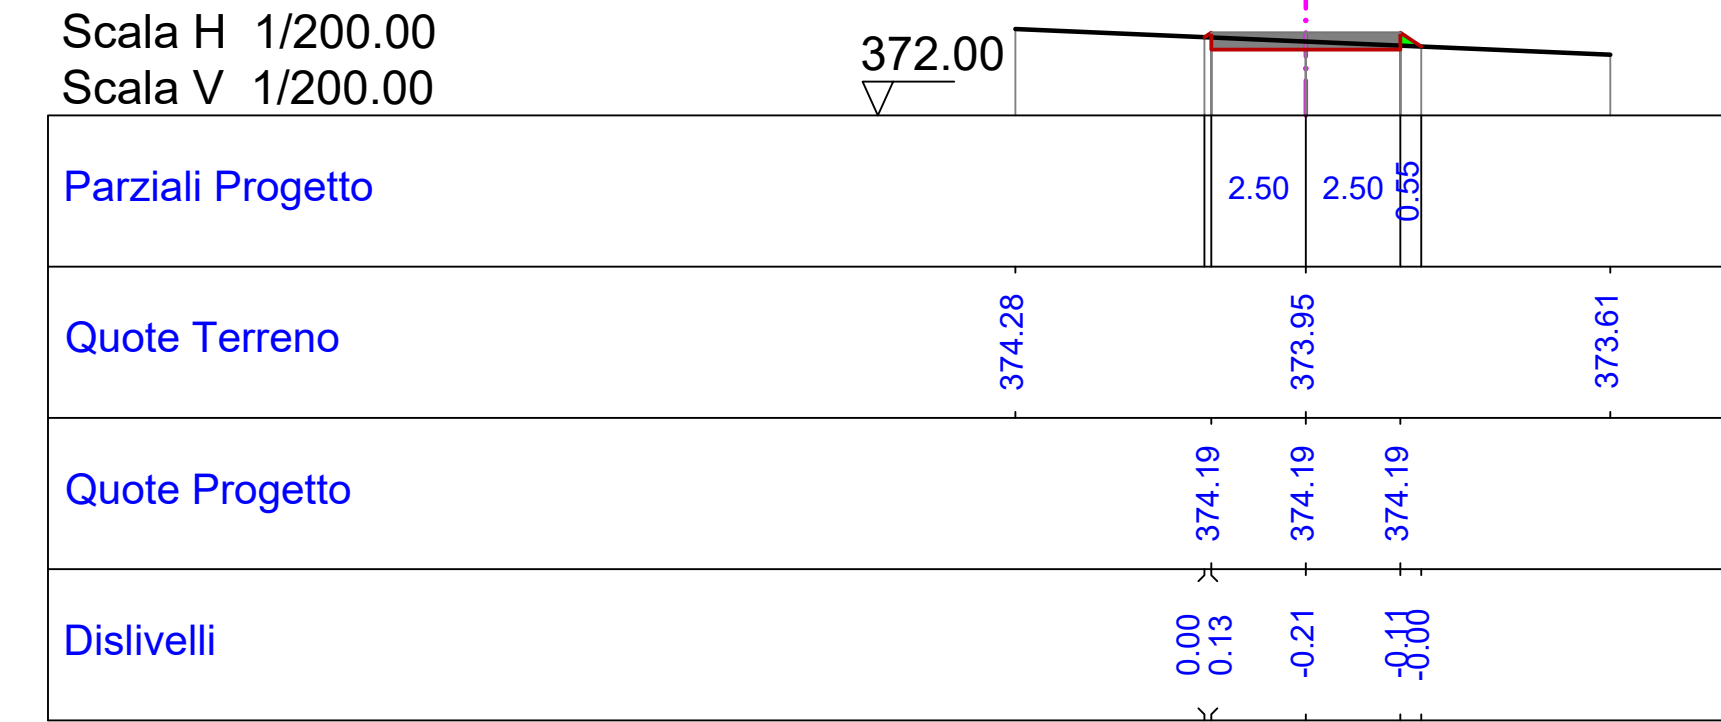 Scala H 1/200.00
Scala V 1/200.00
372.00
Parziali Progetto
2.50 2.50 0.55
Quote Terreno
374.28 373.95 373.61
Quote Progetto
374.19 374.19 374.19
Dislivelli
0.00 0.13 -0.21 -0.11 -0.00